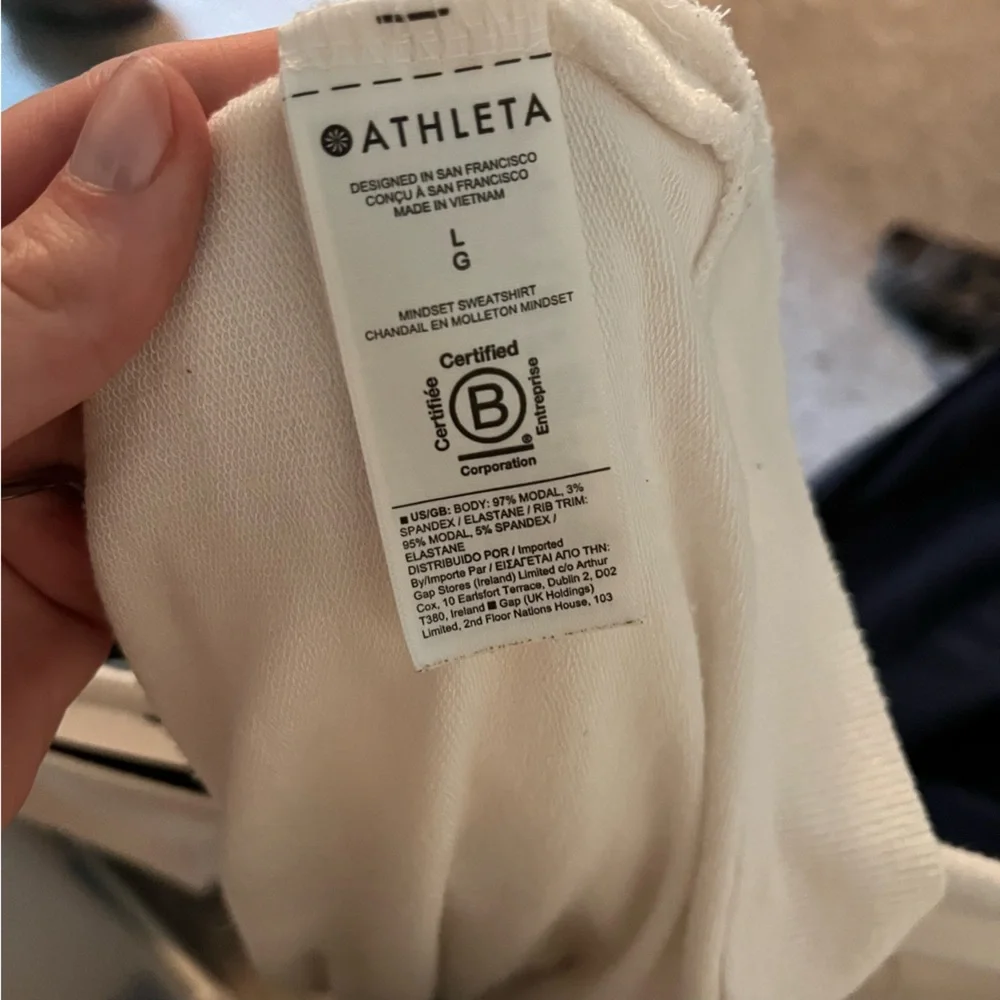 ATHLETA
DESIGNED IN SAN FRANCISCO
CONÇU À SAN FRANCISCO
MADE IN VIETNAM
L
G
MINDSET SWEATSHIRT
CHANDAIL EN MOLLETON MINDSET
Certified
Certifiée
B
Entreprise
®
Corporation
■ US/GB: BODY: 97% MODAL, 3%
SPANDEX / ELASTANE / RIB TRIM:
95% MODAL, 5% SPANDEX /
ELASTANE
DISTRIBUIDO POR / Imported
By/Importe Par / ΕΙΣΑΓΕΤΑΙ ΑΠΟ ΤΗΝ:
Gap Stores (Ireland) Limited c/o Arthur
Cox, 10 Earlsfort Terrace, Dublin 2, D02
T380, Ireland ■ Gap (UK Holdings)
Limited, 2nd Floor Nations House, 103